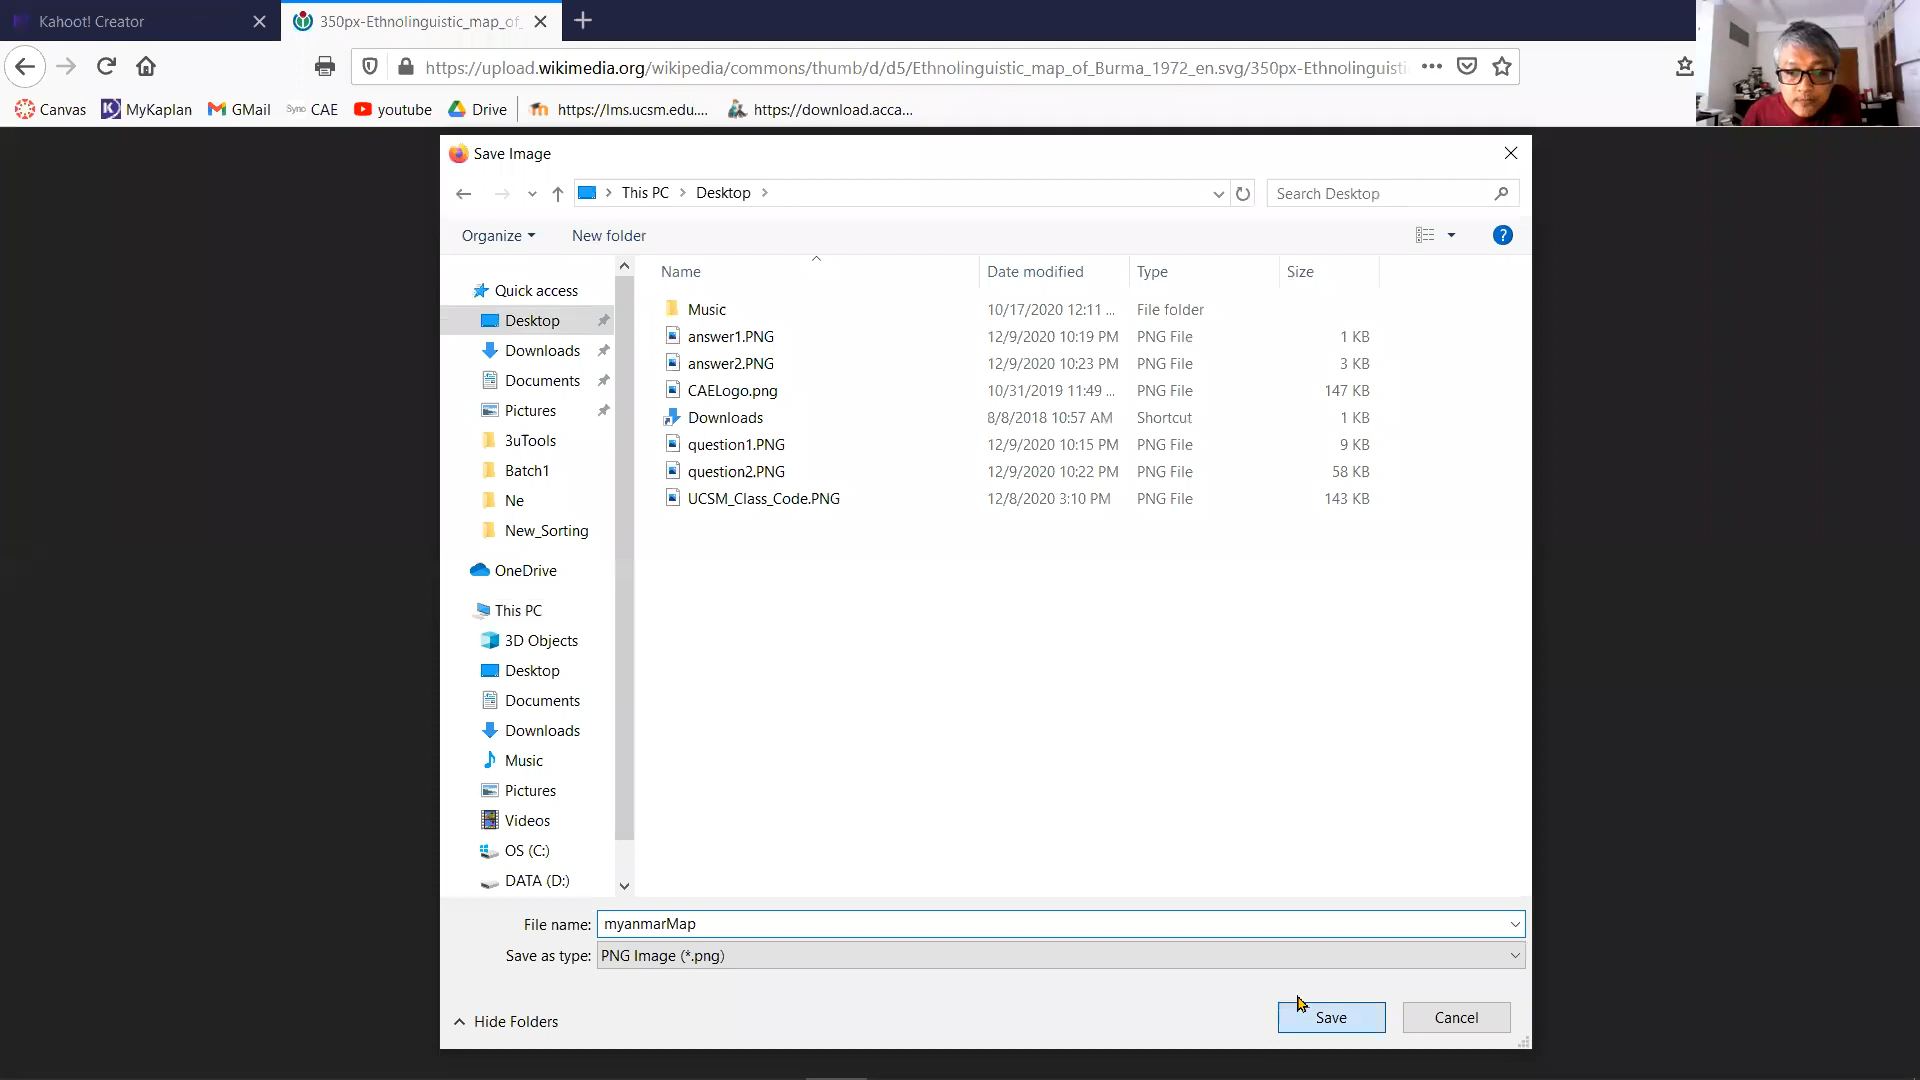 Kahoot! Creator
350px-Ethnolinguistic_map_of_
https://upload.wikimedia.org/wikipedia/commons/thumb/d/d5/Ethnolinguistic_map_of_Burma_1972_en.svg/350px-Ethnolinguisti
Canvas MyKaplan GMail Sync CAE youtube Drive https://lms.ucsm.edu.... https://download.acca...
Save Image
This PC > Desktop >
Search Desktop
Organize New folder
Name Date modified Type Size
Quick access
Desktop
Downloads
Documents
Pictures
3uTools
Batch1
Ne
New_Sorting
OneDrive
This PC
3D Objects
Desktop
Documents
Downloads
Music
Pictures
Videos
OS (C:)
DATA (D:)
Music 10/17/2020 12:11 ... File folder
answer1.PNG 12/9/2020 10:19 PM PNG File 1 KB
answer2.PNG 12/9/2020 10:23 PM PNG File 3 KB
CAELogo.png 10/31/2019 11:49 ... PNG File 147 KB
Downloads 8/8/2018 10:57 AM Shortcut 1 KB
question1.PNG 12/9/2020 10:15 PM PNG File 9 KB
question2.PNG 12/9/2020 10:22 PM PNG File 58 KB
UCSM_Class_Code.PNG 12/8/2020 3:10 PM PNG File 143 KB
File name: myanmarMap
Save as type: PNG Image (*.png)
Hide Folders
Save Cancel